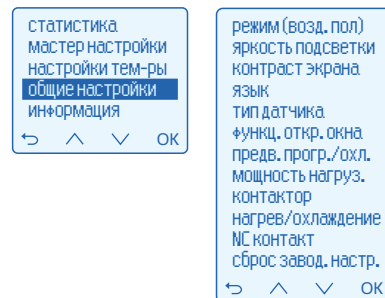 статистика
мастер настройки
настройки тем-ры
общие настройки
информация
OK
режим (возд. пол)
яркость подсветки
контраст экрана
язык
тип датчика
функц. откр. окна
предв. прогр./охл.
мощность нагруз.
контактор
нагрев/охлаждение
NC контакт
сброс завод. настр.
OK